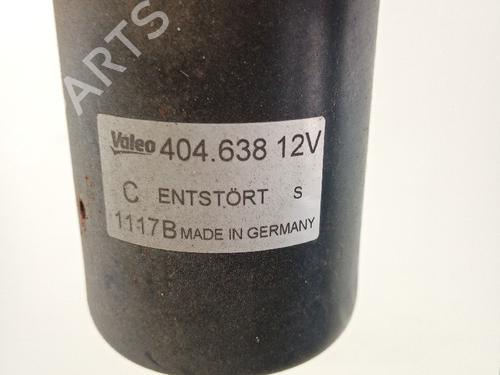 ARTS
Valeo 404.638 12V
C ENTSTÖRT S
1117B MADE IN GERMANY